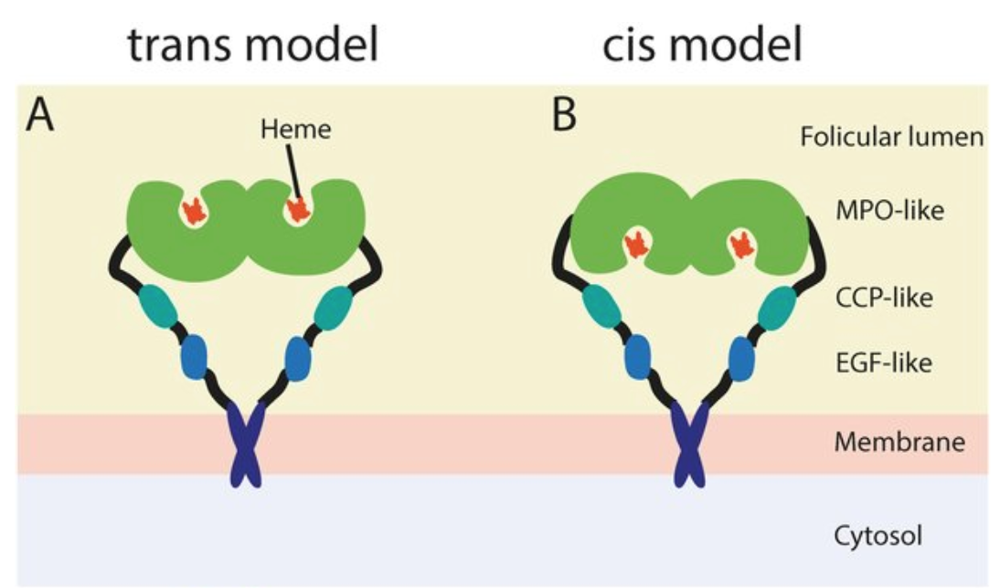 trans model
cis model
A
Heme
B
Folicular lumen
MPO-like
CCP-like
EGF-like
Membrane
Cytosol